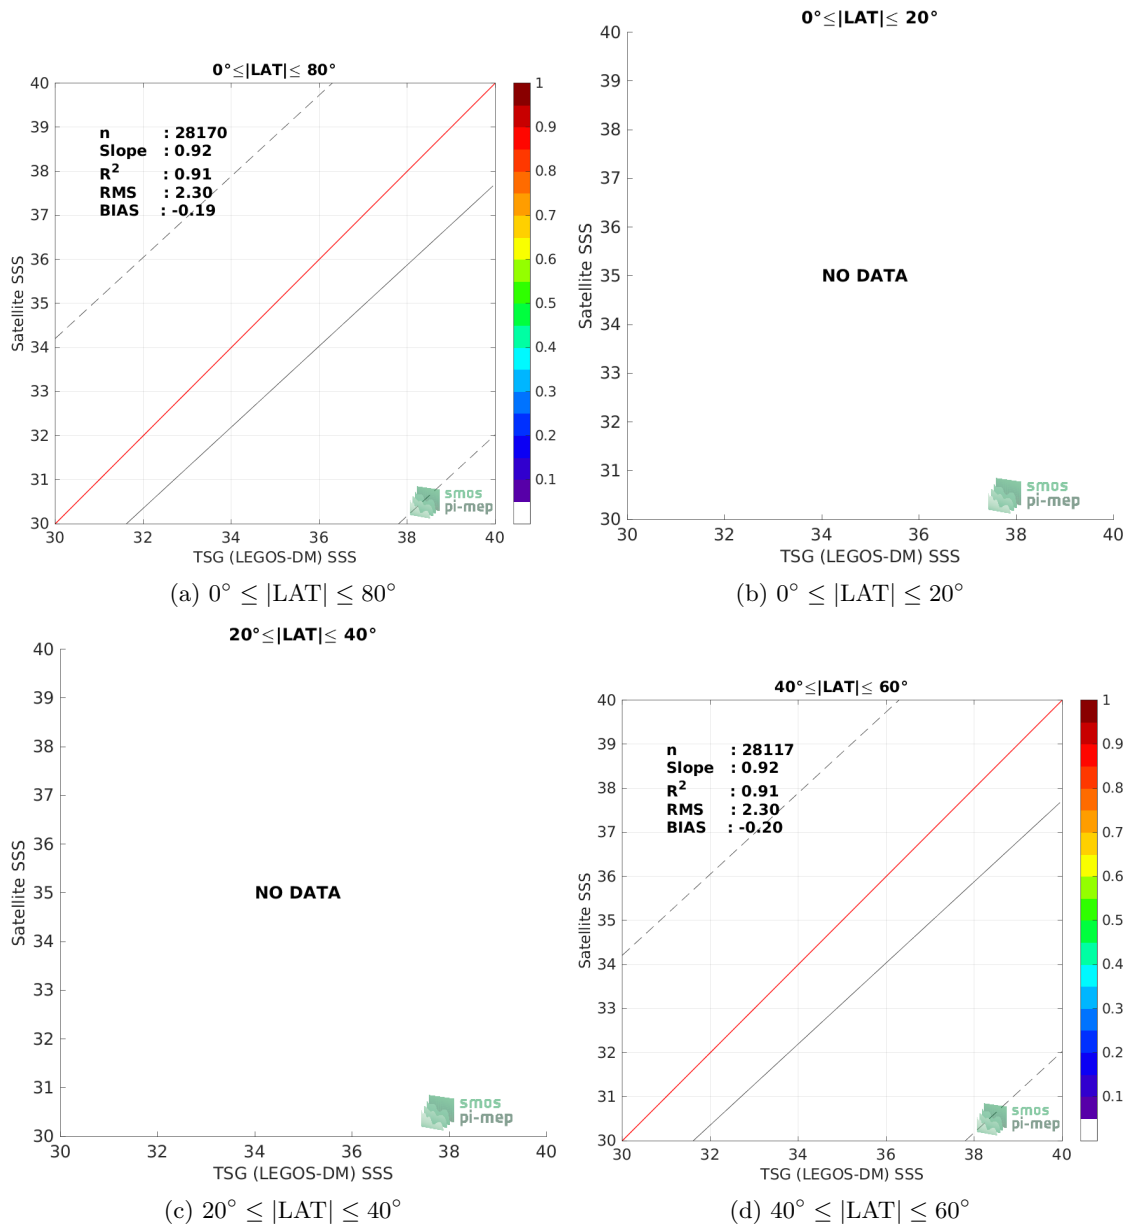 0°≤|LAT|≤ 80°
n : 28170
Slope : 0.92
R² : 0.91
RMS : 2.30
BIAS : -0.19
Satellite SSS
40
39
38
37
36
35
34
33
32
31
30
30 32 34 36 38 40
TSG (LEGOS-DM) SSS
1
0.9
0.8
0.7
0.6
0.5
0.4
0.3
0.2
0.1
smos
pi-mep
(a) 0° ≤ |LAT| ≤ 80°
0°≤|LAT|≤ 20°
Satellite SSS
40
39
38
37
36
35
34
33
32
31
30
NO DATA
smos
pi-mep
30 32 34 36 38 40
TSG (LEGOS-DM) SSS
(b) 0° ≤ |LAT| ≤ 20°
20°≤|LAT|≤ 40°
Satellite SSS
40
39
38
37
36
35
34
33
32
31
30
NO DATA
smos
pi-mep
30 32 34 36 38 40
TSG (LEGOS-DM) SSS
(c) 20° ≤ |LAT| ≤ 40°
40°≤|LAT|≤ 60°
n : 28117
Slope : 0.92
R² : 0.91
RMS : 2.30
BIAS : -0.20
Satellite SSS
40
39
38
37
36
35
34
33
32
31
30
30 32 34 36 38 40
TSG (LEGOS-DM) SSS
1
0.9
0.8
0.7
0.6
0.5
0.4
0.3
0.2
0.1
smos
pi-mep
(d) 40° ≤ |LAT| ≤ 60°